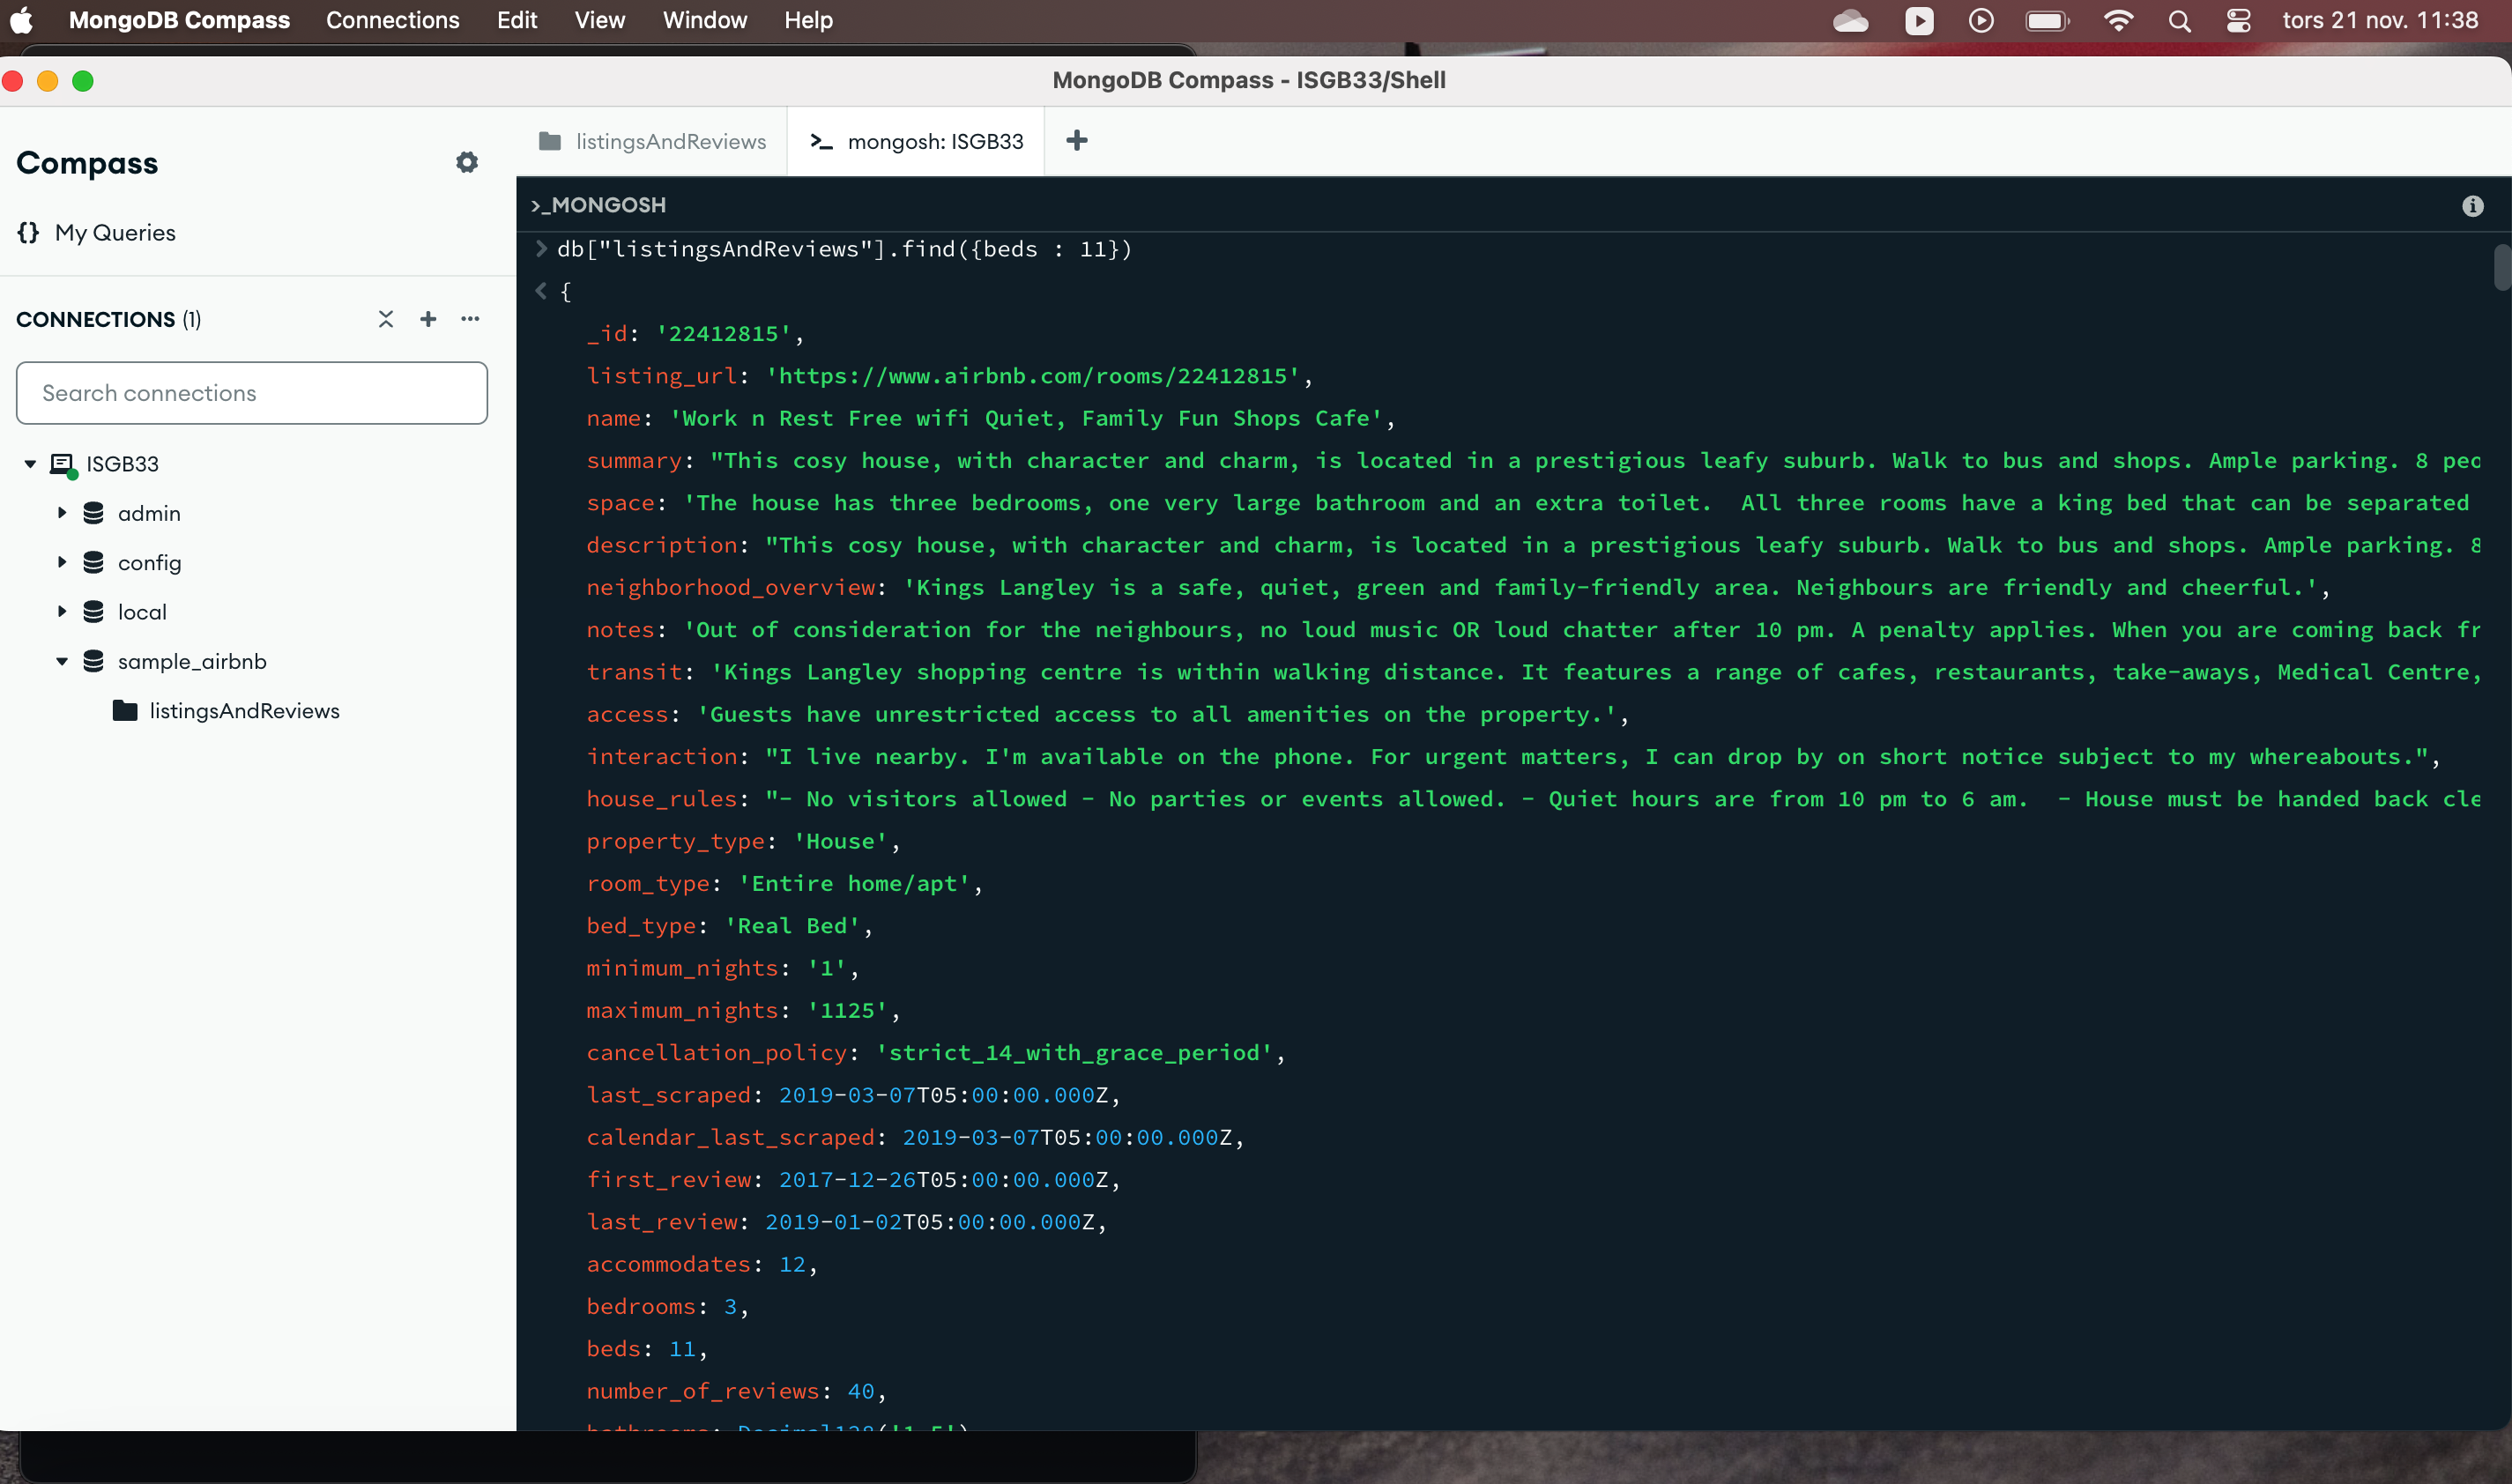 MongoDB Compass Connections Edit View Window Help tors 21 nov. 11:38
MongoDB Compass - ISGB33/Shell
Compass
{} My Queries
CONNECTIONS (1)
Search connections
ISGB33
admin
config
local
sample_airbnb
listingsAndReviews
listingsAndReviews
>_ mongosh: ISGB33
>_MONGOSH
> db["listingsAndReviews"].find({beds : 11})
< {
_id: '22412815',
listing_url: 'https://www.airbnb.com/rooms/22412815',
name: 'Work n Rest Free wifi Quiet, Family Fun Shops Cafe',
summary: "This cosy house, with character and charm, is located in a prestigious leafy suburb. Walk to bus and shops. Ample parking. 8 peo
space: 'The house has three bedrooms, one very large bathroom and an extra toilet.  All three rooms have a king bed that can be separated
description: "This cosy house, with character and charm, is located in a prestigious leafy suburb. Walk to bus and shops. Ample parking. 8
neighborhood_overview: 'Kings Langley is a safe, quiet, green and family-friendly area. Neighbours are friendly and cheerful.',
notes: 'Out of consideration for the neighbours, no loud music OR loud chatter after 10 pm. A penalty applies. When you are coming back fr
transit: 'Kings Langley shopping centre is within walking distance. It features a range of cafes, restaurants, take-aways, Medical Centre,
access: 'Guests have unrestricted access to all amenities on the property.',
interaction: "I live nearby. I'm available on the phone. For urgent matters, I can drop by on short notice subject to my whereabouts.",
house_rules: "- No visitors allowed - No parties or events allowed. - Quiet hours are from 10 pm to 6 am.  - House must be handed back cle
property_type: 'House',
room_type: 'Entire home/apt',
bed_type: 'Real Bed',
minimum_nights: '1',
maximum_nights: '1125',
cancellation_policy: 'strict_14_with_grace_period',
last_scraped: 2019-03-07T05:00:00.000Z,
calendar_last_scraped: 2019-03-07T05:00:00.000Z,
first_review: 2017-12-26T05:00:00.000Z,
last_review: 2019-01-02T05:00:00.000Z,
accommodates: 12,
bedrooms: 3,
beds: 11,
number_of_reviews: 40,
bathrooms: Decimal128('1.5')